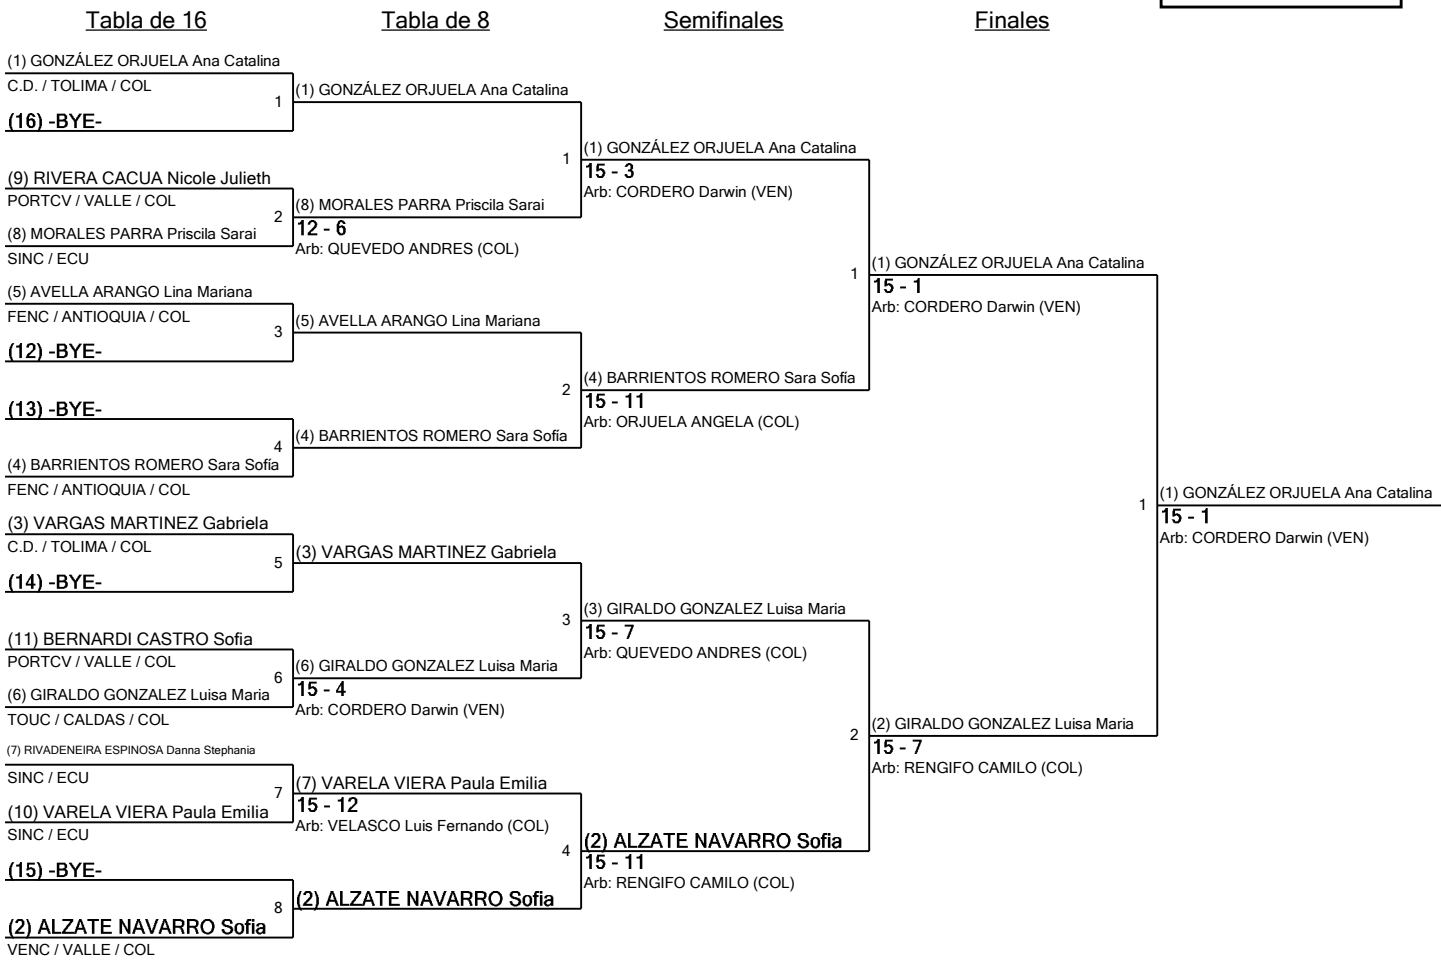 Tabla de 16
Tabla de 8
Semifinales
Finales
(1) GONZÁLEZ ORJUELA Ana Catalina
C.D. / TOLIMA / COL
1
(16) -BYE-
(9) RIVERA CACUA Nicole Julieth
PORTCV / VALLE / COL
2
(8) MORALES PARRA Priscila Sarai
SINC / ECU
(5) AVELLA ARANGO Lina Mariana
FENC / ANTIOQUIA / COL
3
(12) -BYE-
(13) -BYE-
4
(4) BARRIENTOS ROMERO Sara Sofía
FENC / ANTIOQUIA / COL
(3) VARGAS MARTINEZ Gabriela
C.D. / TOLIMA / COL
5
(14) -BYE-
(11) BERNARDI CASTRO Sofia
PORTCV / VALLE / COL
6
(6) GIRALDO GONZALEZ Luisa Maria
TOUC / CALDAS / COL
(7) RIVADENEIRA ESPINOSA Danna Stephania
SINC / ECU
7
(10) VARELA VIERA Paula Emilia
SINC / ECU
(15) -BYE-
8
(2) ALZATE NAVARRO Sofia
VENC / VALLE / COL
(1) GONZÁLEZ ORJUELA Ana Catalina
1
(8) MORALES PARRA Priscila Sarai
12 - 6
Arb: QUEVEDO ANDRES (COL)
(5) AVELLA ARANGO Lina Mariana
2
(4) BARRIENTOS ROMERO Sara Sofía
(3) VARGAS MARTINEZ Gabriela
3
(6) GIRALDO GONZALEZ Luisa Maria
15 - 4
Arb: CORDERO Darwin (VEN)
(7) VARELA VIERA Paula Emilia
15 - 12
Arb: VELASCO Luis Fernando (COL)
4
(2) ALZATE NAVARRO Sofia
(1) GONZÁLEZ ORJUELA Ana Catalina
15 - 3
Arb: CORDERO Darwin (VEN)
1
(4) BARRIENTOS ROMERO Sara Sofía
15 - 11
Arb: ORJUELA ANGELA (COL)
(3) GIRALDO GONZALEZ Luisa Maria
15 - 7
Arb: QUEVEDO ANDRES (COL)
2
(2) ALZATE NAVARRO Sofia
15 - 11
Arb: RENGIFO CAMILO (COL)
(1) GONZÁLEZ ORJUELA Ana Catalina
15 - 1
Arb: CORDERO Darwin (VEN)
1
(2) GIRALDO GONZALEZ Luisa Maria
15 - 7
Arb: RENGIFO CAMILO (COL)
(1) GONZÁLEZ ORJUELA Ana Catalina
15 - 1
Arb: CORDERO Darwin (VEN)